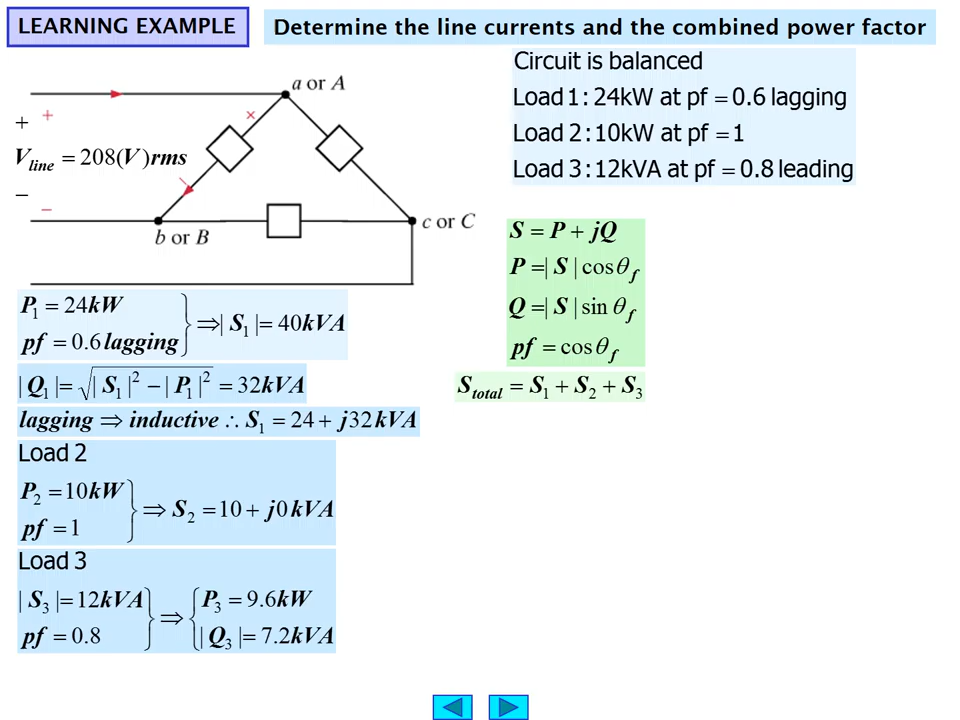 LEARNING EXAMPLE
Determine the line currents and the combined power factor
Circuit is balanced
Load 1: 24kW at pf = 0.6 lagging
Load 2: 10kW at pf = 1
Load 3: 12kVA at pf = 0.8 leading
a or A
+
+
×
V_line = 208(V)rms
−
−
b or B
c or C
S = P + jQ
P =| S | cosθ_f
Q =| S | sin θ_f
pf = cosθ_f
S_total = S_1 + S_2 + S_3
P_1 = 24kW
pf = 0.6 lagging
⇒| S_1 |= 40kVA
| Q_1 |= √(| S_1 |² − | P_1 |²) = 32kVA
lagging ⇒ inductive ∴ S_1 = 24 + j32 kVA
Load 2
P_2 = 10kW
pf = 1
⇒ S_2 = 10 + j0 kVA
Load 3
| S_3 |= 12kVA
pf = 0.8
⇒
P_3 = 9.6kW
| Q_3 |= 7.2kVA